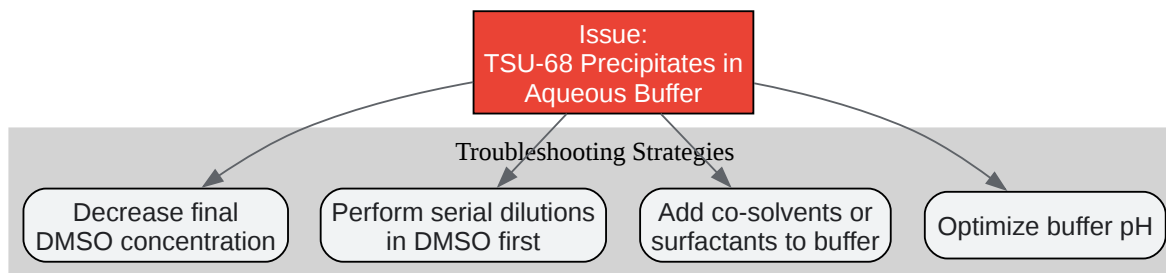 Issue:
TSU-68 Precipitates in
Aqueous Buffer
Troubleshooting Strategies
Decrease final
DMSO concentration
Perform serial dilutions
in DMSO first
Add co-solvents or
surfactants to buffer
Optimize buffer pH